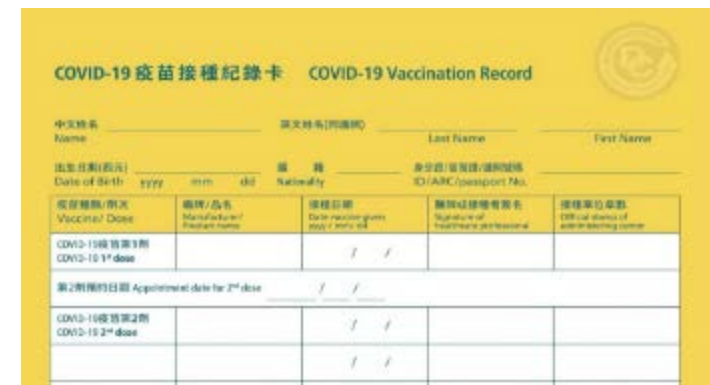 COVID-19 疫苗接種紀錄卡 COVID-19 Vaccination Record
中文姓名 英文姓名(同護照)
Name Last Name First Name
出生日期(西元) 國 籍 身分證/居留證/護照號碼
Date of Birth yyyy mm dd Nationality ID/ARC/passport No.
疫苗種類/劑次 廠牌/品名 接種日期 醫師或接種者簽名 接種單位章戳
Vaccine/ Dose Manufacturer/ Date vaccine given Signature of Official stamp of
Product name yyyy / mm / dd healthcare professional administering center
COVID-19疫苗第1劑
COVID-19 1st dose / /
第2劑預約日期 Appointment date for 2nd dose / /
COVID-19疫苗第2劑
COVID-19 2nd dose / /
/ /